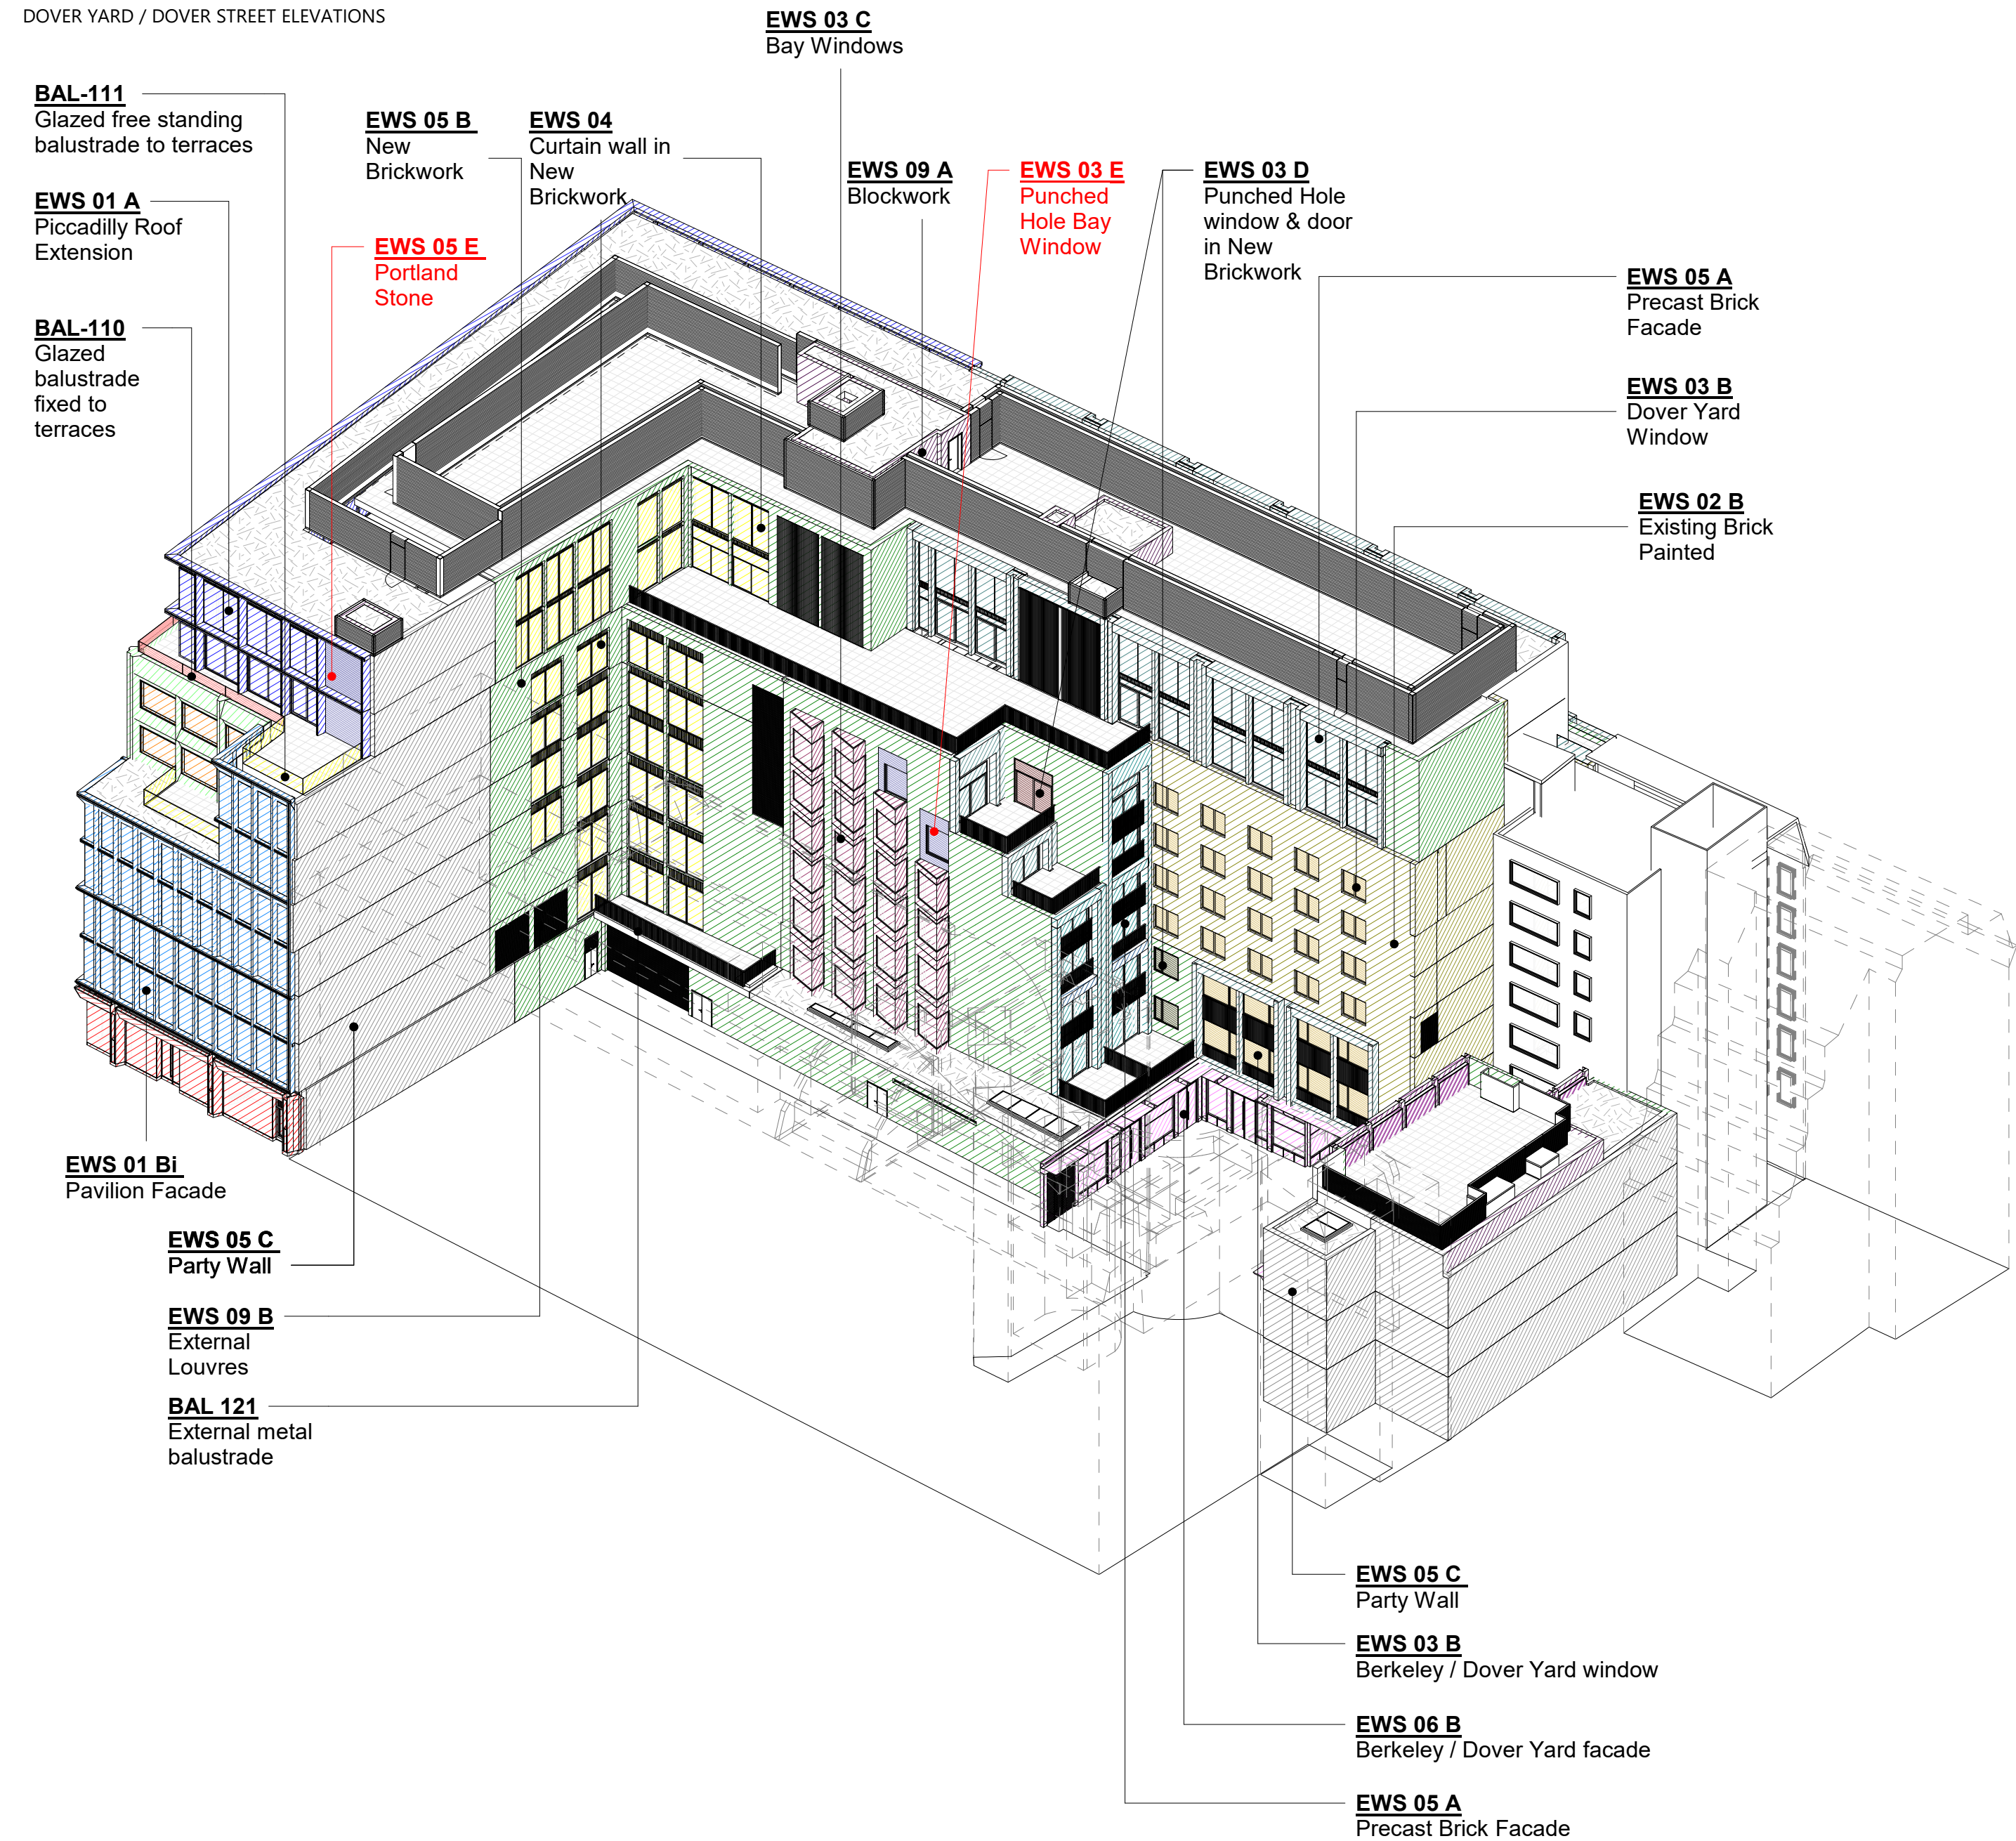 DOVER YARD / DOVER STREET ELEVATIONS
EWS 03 C
Bay Windows
BAL-111
Glazed free standing
balustrade to terraces
EWS 05 B
New
Brickwork
EWS 04
Curtain wall in
New
Brickwork
EWS 09 A
Blockwork
EWS 03 E
Punched
Hole Bay
Window
EWS 03 D
Punched Hole
window & door
in New
Brickwork
EWS 01 A
Piccadilly Roof
Extension
EWS 05 E
Portland
Stone
EWS 05 A
Precast Brick
Facade
BAL-110
Glazed
balustrade
fixed to
terraces
EWS 03 B
Dover Yard
Window
EWS 02 B
Existing Brick
Painted
EWS 01 Bi
Pavilion Facade
EWS 05 C
Party Wall
EWS 09 B
External
Louvres
BAL 121
External metal
balustrade
EWS 05 C
Party Wall
EWS 03 B
Berkeley / Dover Yard window
EWS 06 B
Berkeley / Dover Yard facade
EWS 05 A
Precast Brick Facade